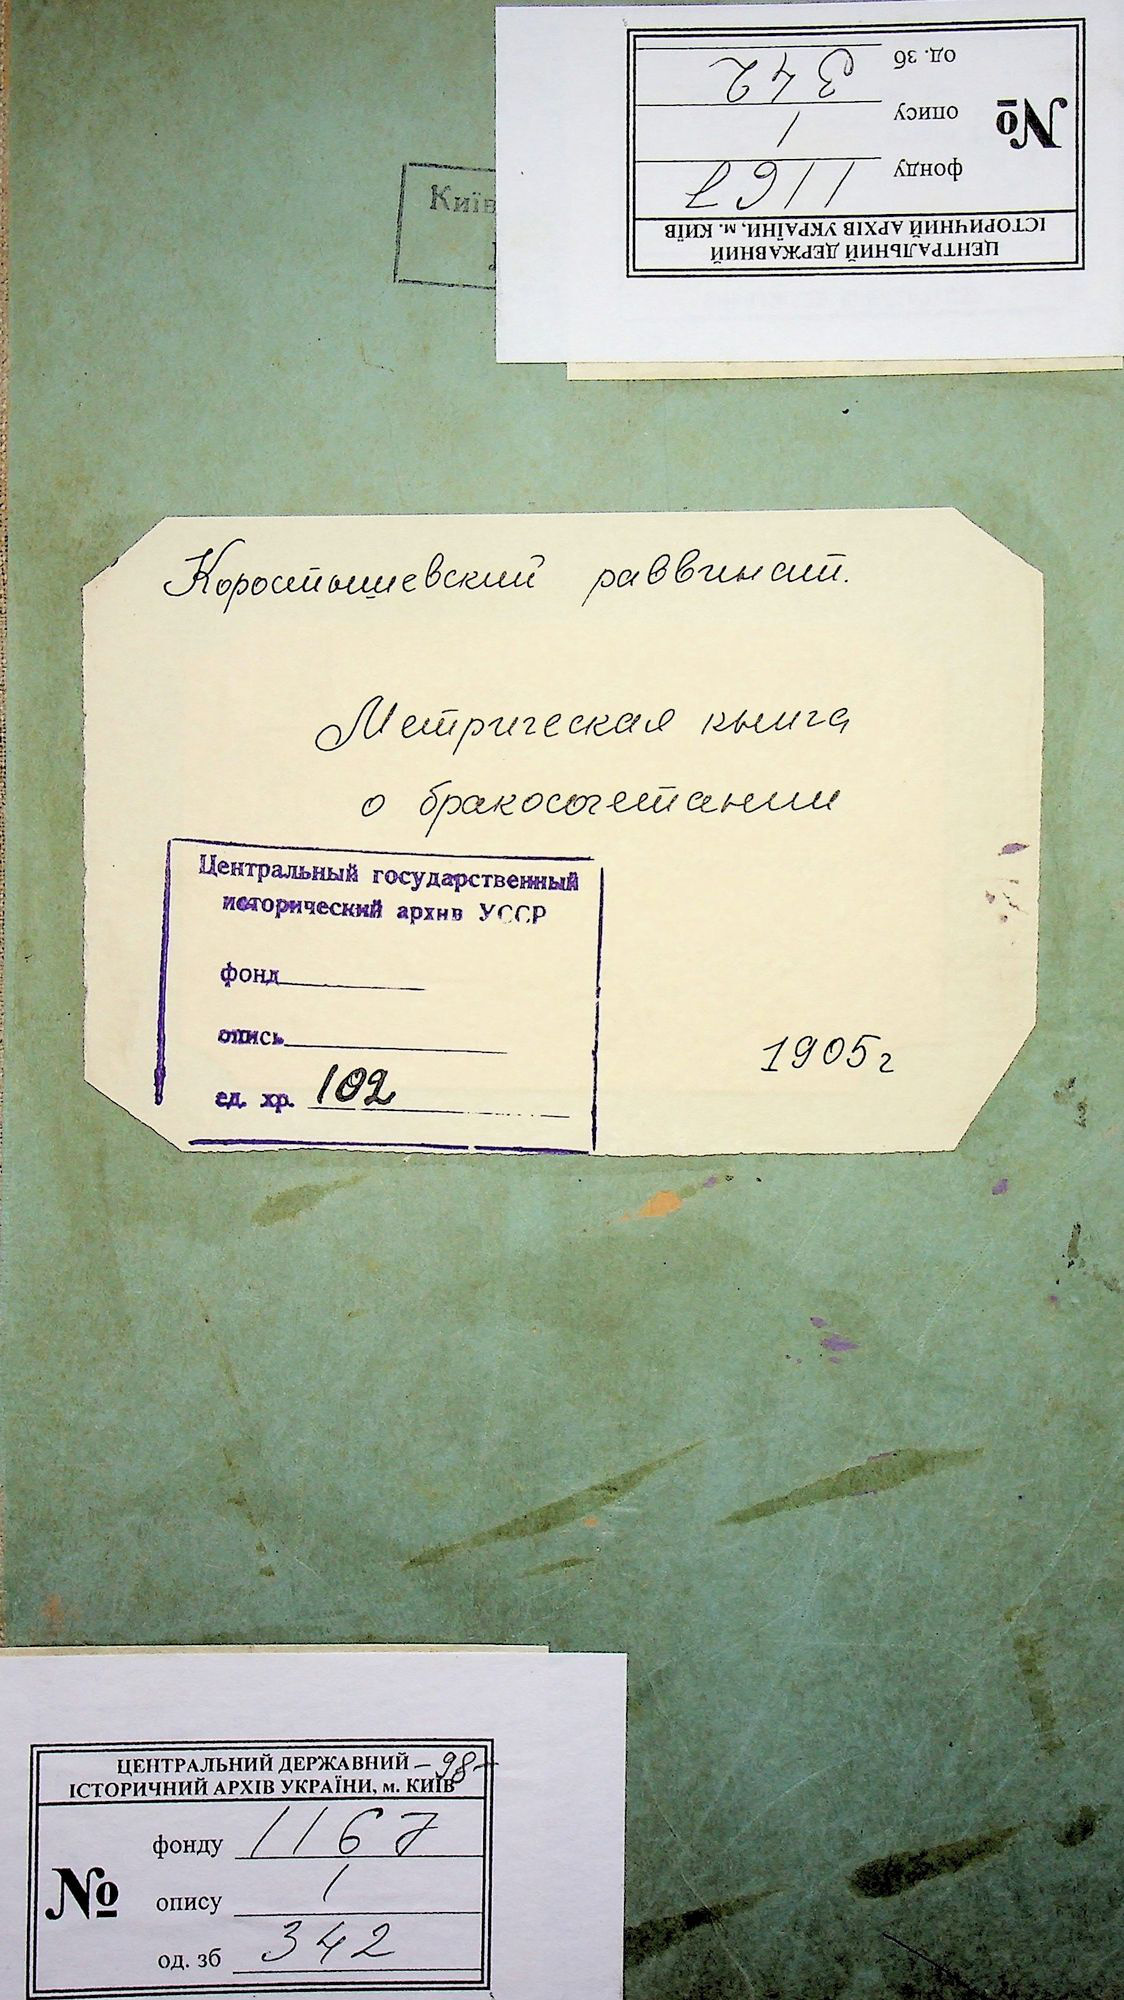 ЦЕНТРАЛЬНИЙ ДЕРЖАВНИЙ
ІСТОРИЧНИЙ АРХІВ УКРАЇНИ, м. КИЇВ
№
фонду 1167
опису 1
од. зб 342
Київ
Коростышевский раввинат.
Метрическая книга
о бракосочетании
Центральный государственный
исторический архив УССР
фонд
опись
ед. хр. 102
1905 г
ЦЕНТРАЛЬНИЙ ДЕРЖАВНИЙ -98-
ІСТОРИЧНИЙ АРХІВ УКРАЇНИ, м. КИЇВ
№
фонду 1167
опису 1
од. зб 342